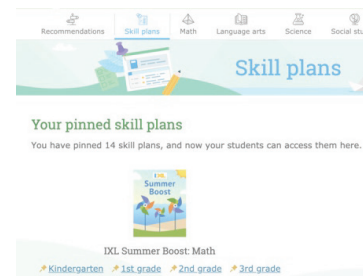 Recommendations Skill plans Math Language arts Science Social stu
Skill plans
Your pinned skill plans
You have pinned 14 skill plans, and now your students can access them here.
IXL
Summer
Boost
IXL Summer Boost: Math
Kindergarten 1st grade 2nd grade 3rd grade